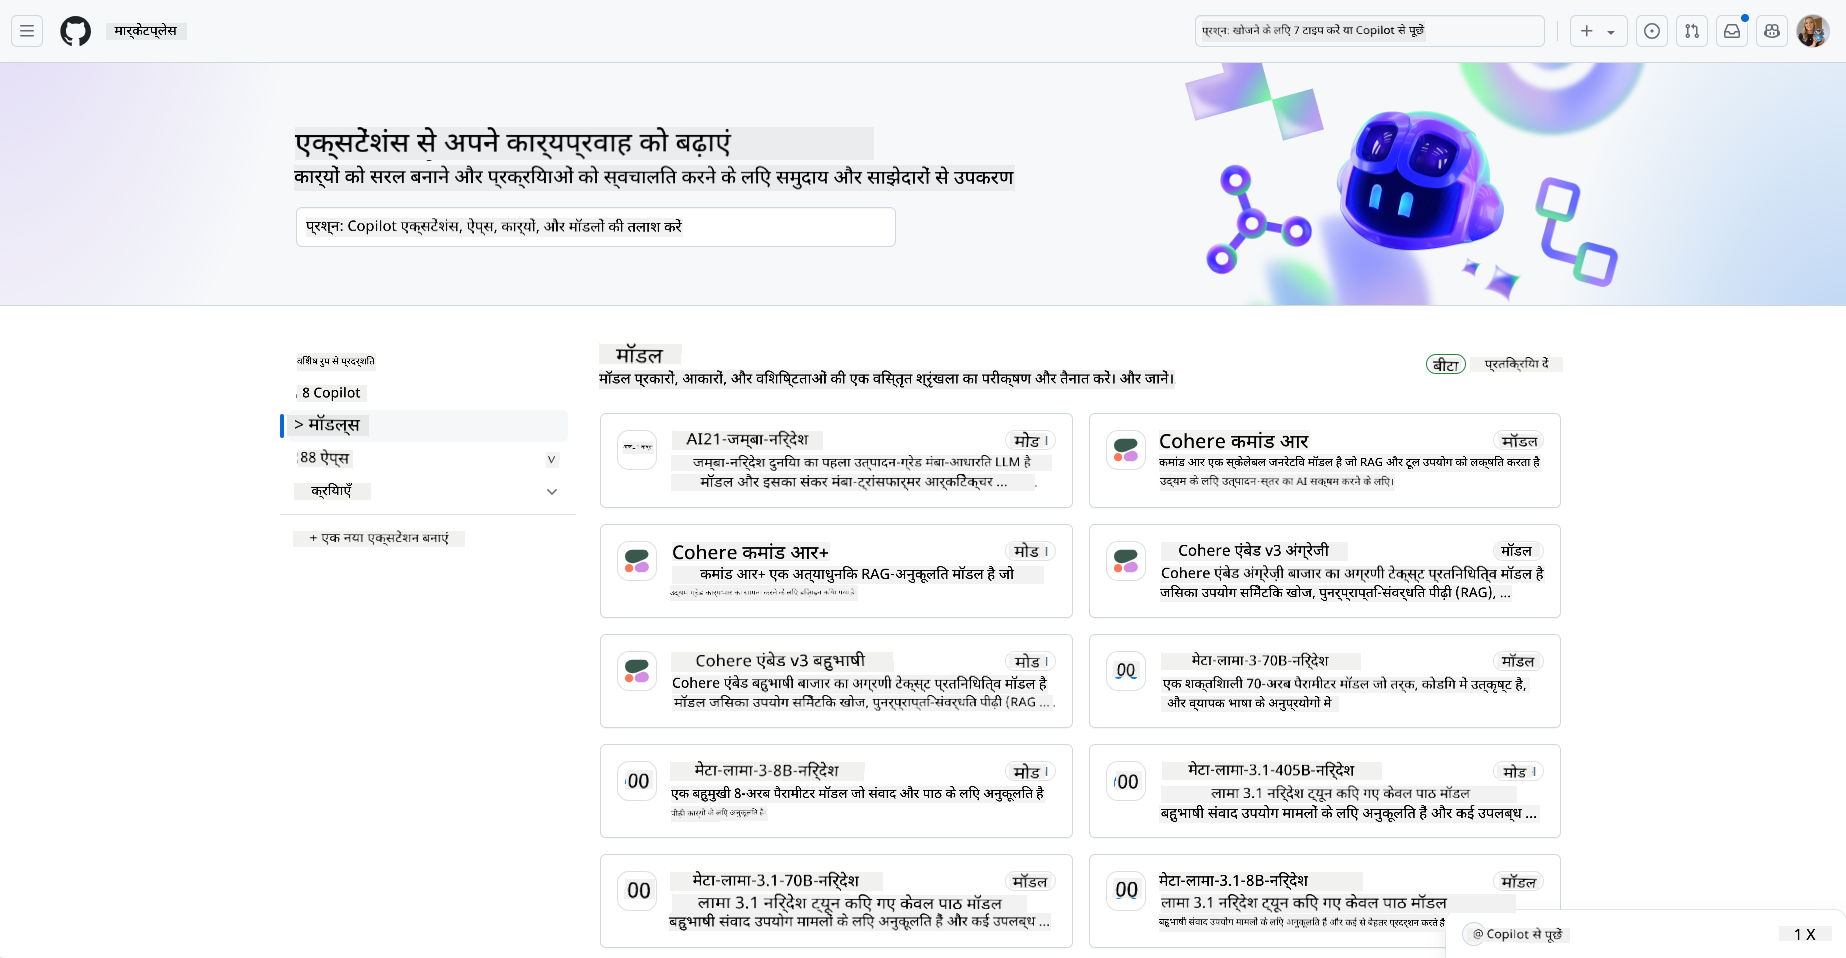 मार्केटप्लेस
प्रश्न: खोजने के लिए 7 टाइप करें या Copilot से पूछें
एक्सटेंशंस से अपने कार्यप्रवाह को बढ़ाएं
कार्यों को सरल बनाने और प्रक्रियाओं को स्वचालित करने के लिए समुदाय और साझेदारों से उपकरण
प्रश्न: Copilot एक्सटेंशंस, ऐप्स, कार्यों, और मॉडलों की तलाश करें
विशेष रूप से प्रदर्शित
8 Copilot
> मॉडल्स
88 ऐप्स
V
क्रियाएँ
+ एक नया एक्सटेंशन बनाएं
मॉडल
मॉडल प्रकारों, आकारों, और विशिष्टताओं की एक विस्तृत श्रृंखला का परीक्षण और तैनात करें। और जानें।
बीटा
प्रतिक्रिया दें
AI21-जम्बा-निर्देश
मोड
जम्बा-निर्देश दुनिया का पहला उत्पादन-ग्रेड मंबा-आधारित LLM है
मॉडल और इसका संकर मंबा-ट्रांसफार्मर आर्किटेक्चर ...
Cohere कमांड आर
मॉडल
कमांड आर एक स्केलेबल जनरेटिव मॉडल है जो RAG और टूल उपयोग को लक्षित करता है
उद्यम के लिए उत्पादन-स्तर का AI सक्षम करने के लिए।
Cohere कमांड आर+
मोड
कमांड आर+ एक अत्याधुनिक RAG-अनुकूलित मॉडल है जो
उद्यम-ग्रेड कार्यभार का सामना करने के लिए डिज़ाइन किया गया है
Cohere एंबेड v3 अंग्रेजी
मॉडल
Cohere एंबेड अंग्रेज़ी बाजार का अग्रणी टेक्स्ट प्रतिनिधित्व मॉडल है
जिसका उपयोग सिमेंटिक खोज, पुनर्प्राप्ति-संवर्धित पीढ़ी (RAG), ...
Cohere एंबेड v3 बहुभाषी
मोड
Cohere एंबेड बहुभाषी बाजार का अग्रणी टेक्स्ट प्रतिनिधित्व मॉडल है
मॉडल जिसका उपयोग सिमेंटिक खोज, पुनर्प्राप्ति-संवर्धित पीढ़ी (RAG ...
मेटा-लामा-3-70B-निर्देश
मॉडल
एक शक्तिशाली 70-अरब पैरामीटर मॉडल जो तर्क, कोडिंग में उत्कृष्ट है,
और व्यापक भाषा के अनुप्रयोगों में
मेटा-लामा-3-8B-निर्देश
मोड
एक बहुमुखी 8-अरब पैरामीटर मॉडल जो संवाद और पाठ के लिए अनुकूलित है
पीढ़ी कार्यों के लिए अनुकूलित है
मेटा-लामा-3.1-405B-निर्देश
मोड
लामा 3.1 निर्देश ट्यून किए गए केवल पाठ मॉडल
बहुभाषी संवाद उपयोग मामलों के लिए अनुकूलित हैं और कई उपलब्ध ...
मेटा-लामा-3.1-70B-निर्देश
मॉडल
लामा 3.1 निर्देश ट्यून किए गए केवल पाठ मॉडल
बहुभाषी संवाद उपयोग मामलों के लिए अनुकूलित हैं और कई उपलब्ध ...
मेटा-लामा-3.1-8B-निर्देश
मॉडल
लामा 3.1 निर्देश ट्यून किए गए केवल पाठ मॉडल
बहुभाषी संवाद उपयोग मामलों के लिए अनुकूलित हैं और कई से बेहतर प्रदर्शन करते हैं
@ Copilot से पूछें
1 X